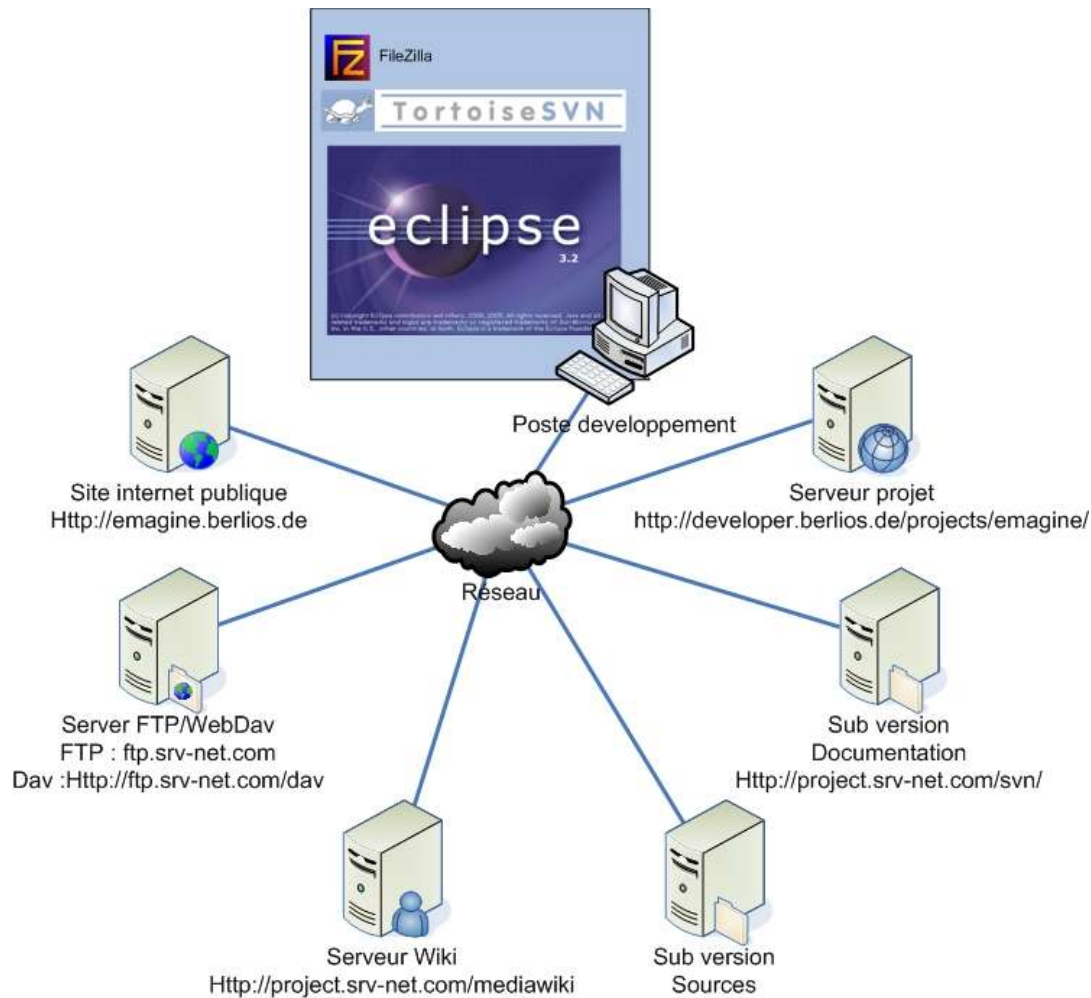 FileZilla
TortoiseSVN
eclipse
3.2
Poste developpement
Site internet publique
Http://emagine.berlios.de
Serveur projet
http://developer.berlios.de/projects/emagine/
Réseau
Server FTP/WebDav
FTP : ftp.srv-net.com
Dav :Http://ftp.srv-net.com/dav
Sub version
Documentation
Http://project.srv-net.com/svn/
Serveur Wiki
Http://project.srv-net.com/mediawiki
Sub version
Sources